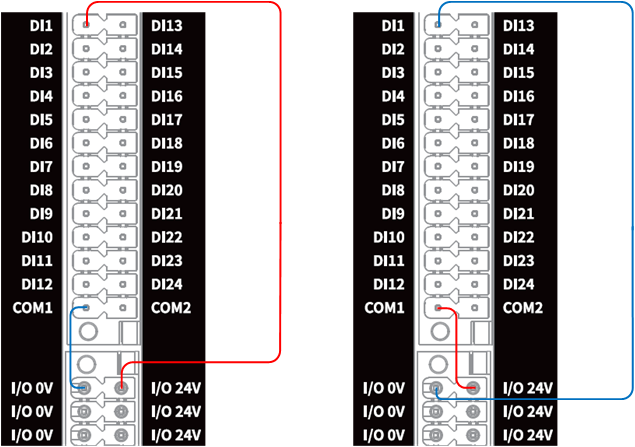 DI1 DI13
DI2 DI14
DI3 DI15
DI4 DI16
DI5 DI17
DI6 DI18
DI7 DI19
DI8 DI20
DI9 DI21
DI10 DI22
DI11 DI23
DI12 DI24
COM1 COM2
I/O 0V I/O 24V
I/O 0V I/O 24V
I/O 0V I/O 24V
DI1 DI13
DI2 DI14
DI3 DI15
DI4 DI16
DI5 DI17
DI6 DI18
DI7 DI19
DI8 DI20
DI9 DI21
DI10 DI22
DI11 DI23
DI12 DI24
COM1 COM2
I/O 0V I/O 24V
I/O 0V I/O 24V
I/O 0V I/O 24V